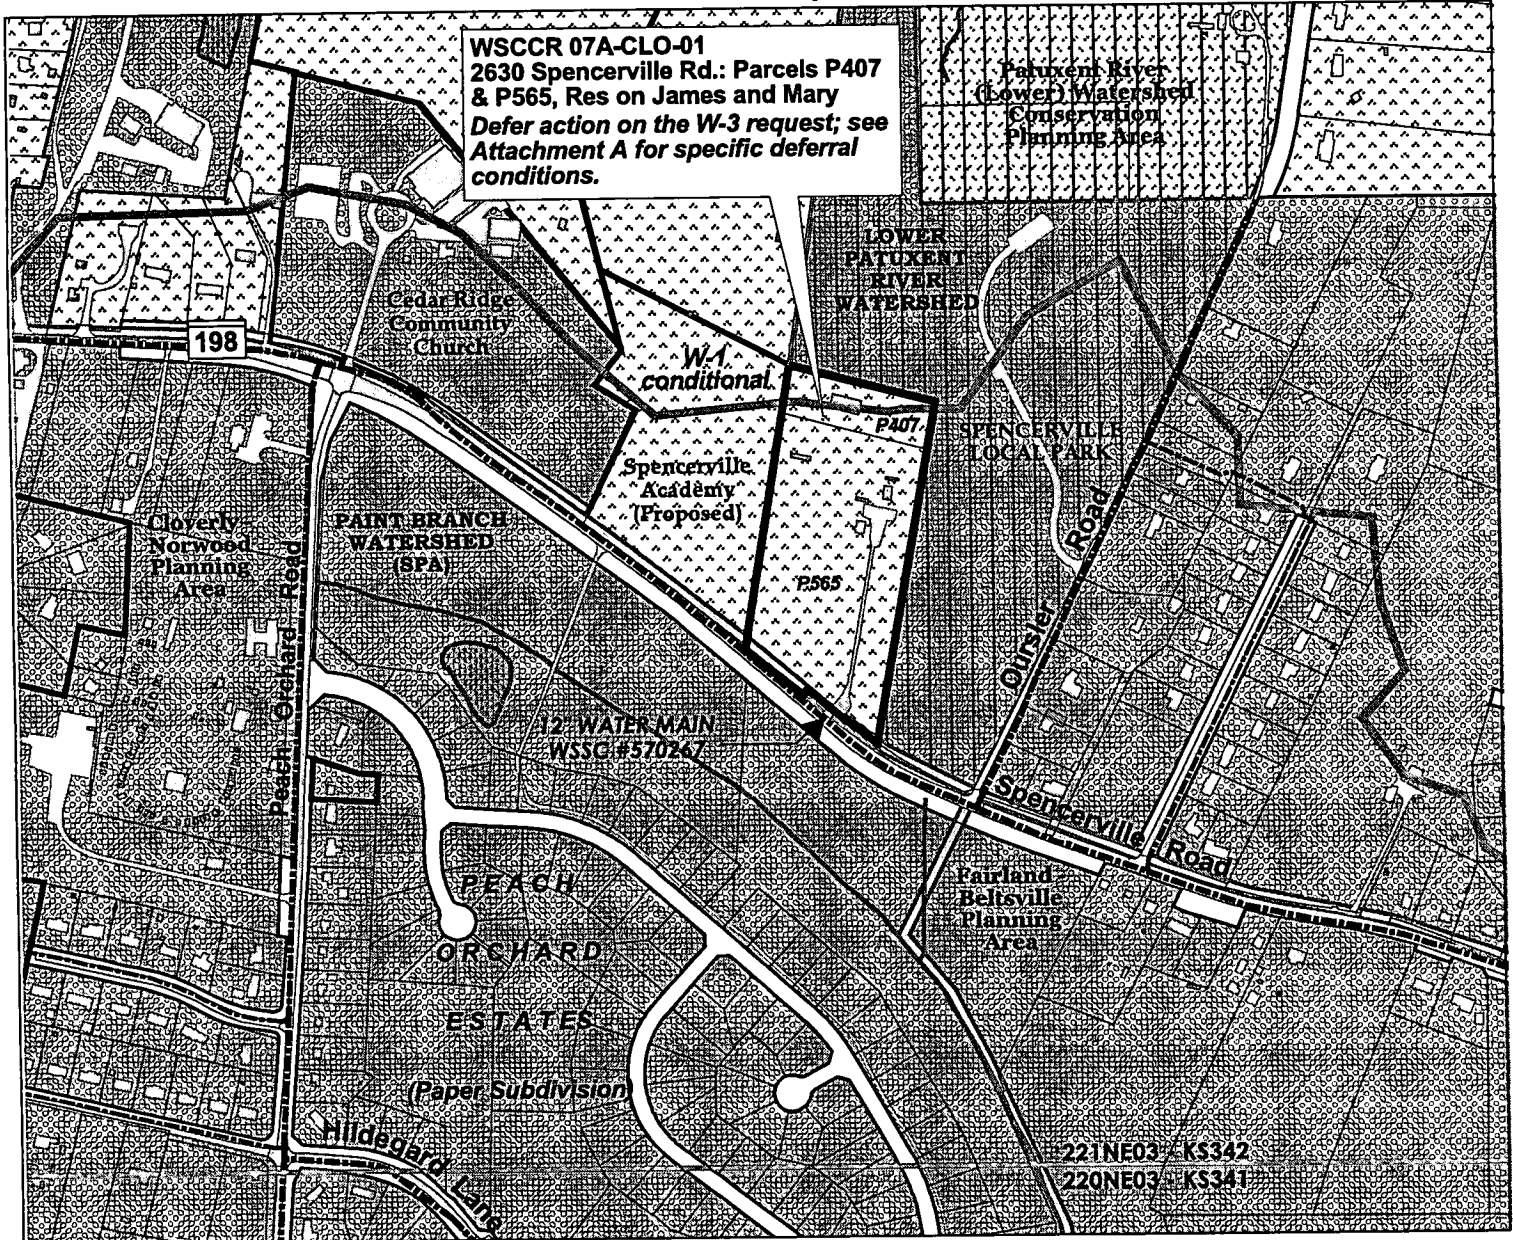 WSCCR 07A-CLO-01
2630 Spencerville Rd.: Parcels P407
& P565, Res on James and Mary
Defer action on the W-3 request; see
Attachment A for specific deferral
conditions.
Patuxent River
(Lower) Watershed
Conservation
Planning Area
LOWER
PATUXENT
RIVER
WATERSHED
Cedar Ridge
Community
Church
198
W-1
conditional
P407
SPENCERVILLE
LOCAL PARK
Spencerville
Academy
(Proposed)
Cloverly -
Norwood
Planning
Area
PAINT BRANCH
WATERSHED
(SPA)
P565
Oursler Road
Peach Orchard Road
12" WATER MAIN
WSSC #570267
Spencerville Road
Fairland -
Beltsville
Planning
Area
PEACH
ORCHARD
ESTATES
(Paper Subdivision)
Hildegard Lane
221NE03 - KS342
220NE03 - KS341